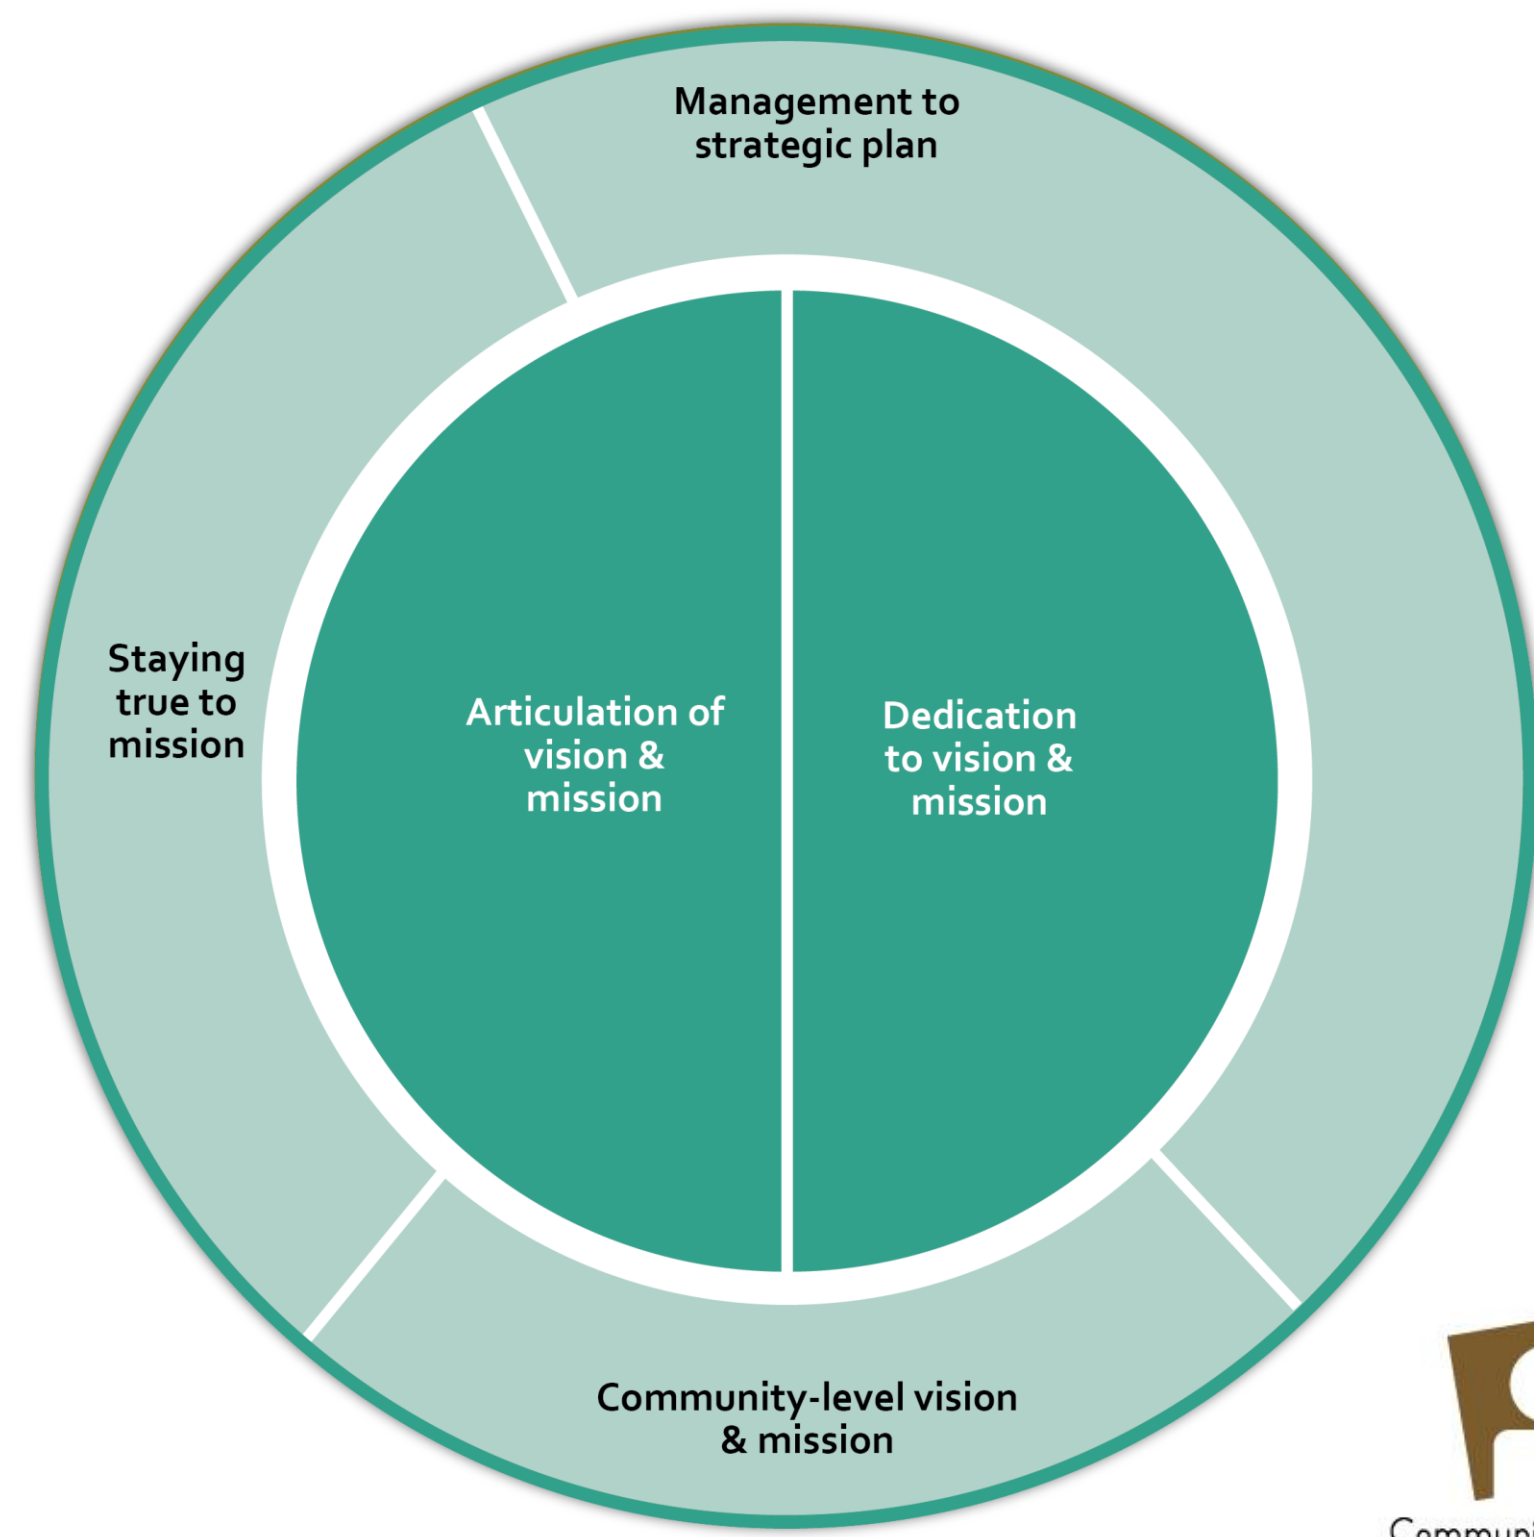 Management to
strategic plan
Staying
true to
mission
Articulation of
vision &
mission
Dedication
to vision &
mission
Community-level vision
& mission